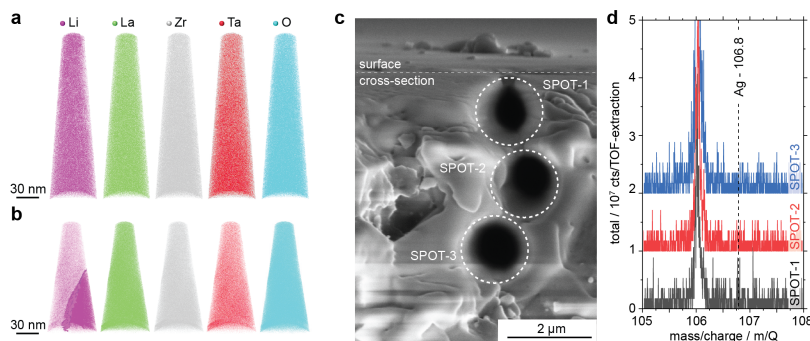 a
Li La Zr Ta O
30 nm
b
30 nm
c
surface
cross-section
SPOT-1
SPOT-2
SPOT-3
2 µm
d
total / 10⁷ cts/TOF-extraction
5
4
3
2
1
0
Ag - 106.8
SPOT-3
SPOT-2
SPOT-1
105 106 107 108
mass/charge / m/Q